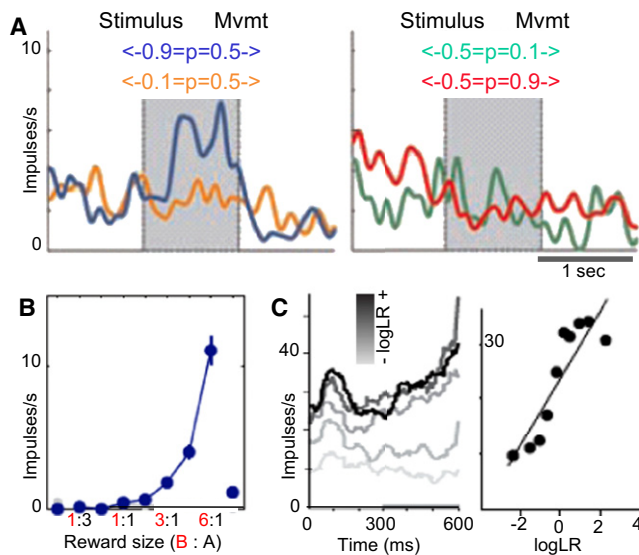 A
Stimulus Mvmt
<-0.9=p=0.5->
<-0.1=p=0.5->
10
Impulses/s
0
Stimulus Mvmt
<-0.5=p=0.1->
<-0.5=p=0.9->
1 sec
B
10
Impulses/s
0
1:3 1:1 3:1 6:1
Reward size (B : A)
C
- logLR +
40
Impulses/s
0
0 300 600
Time (ms)
30
-2 0 2 4
logLR